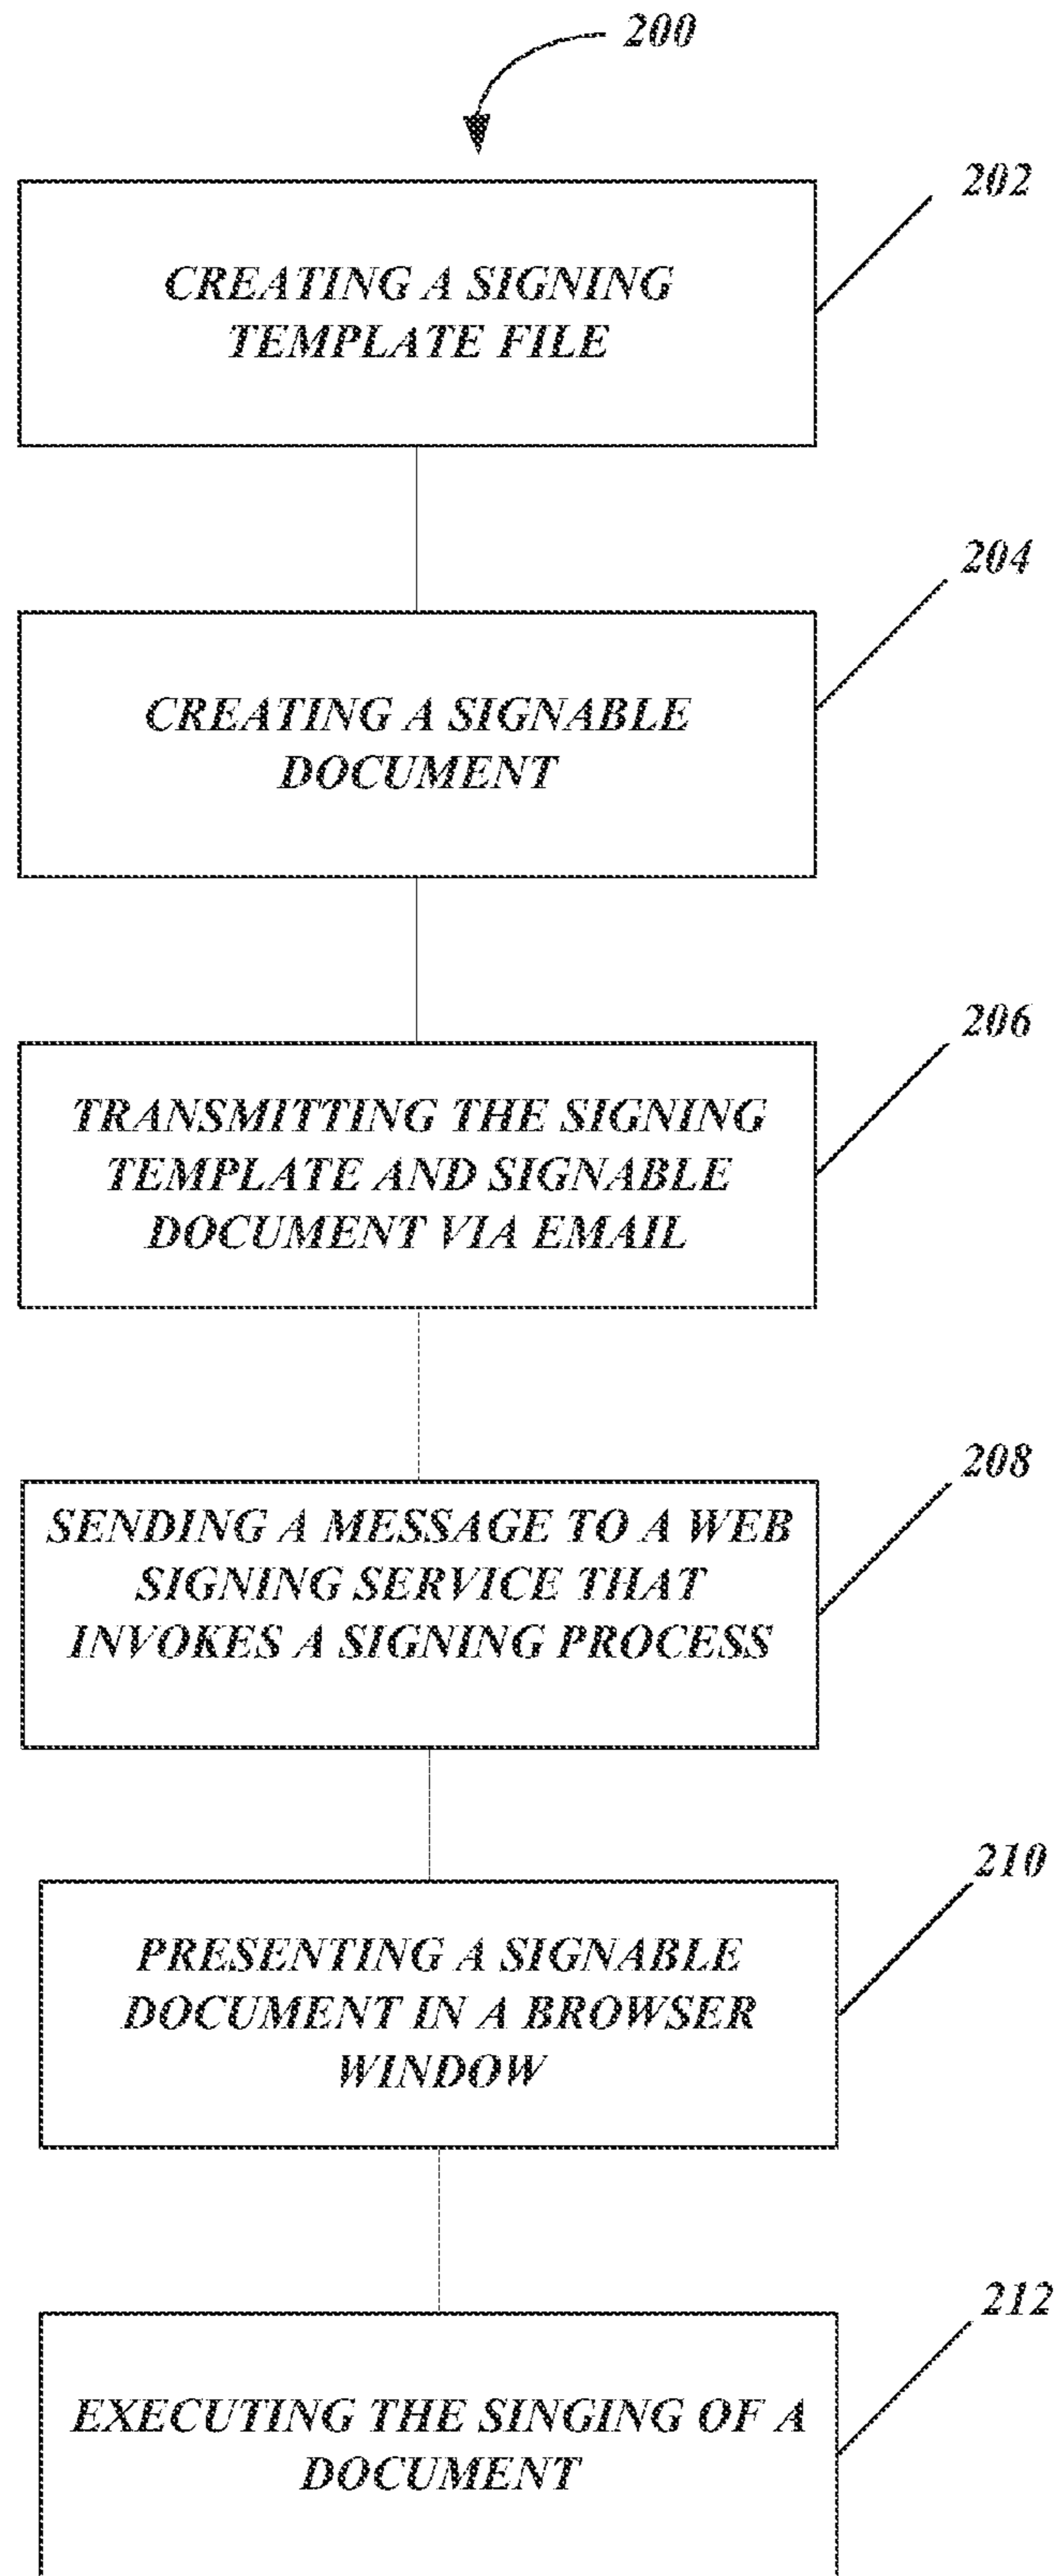 200
202
CREATING A SIGNING
TEMPLATE FILE
204
CREATING A SIGNABLE
DOCUMENT
206
TRANSMITTING THE SIGNING
TEMPLATE AND SIGNABLE
DOCUMENT VIA EMAIL
208
SENDING A MESSAGE TO A WEB
SIGNING SERVICE THAT
INVOKES A SIGNING PROCESS
210
PRESENTING A SIGNABLE
DOCUMENT IN A BROWSER
WINDOW
212
EXECUTING THE SINGING OF A
DOCUMENT